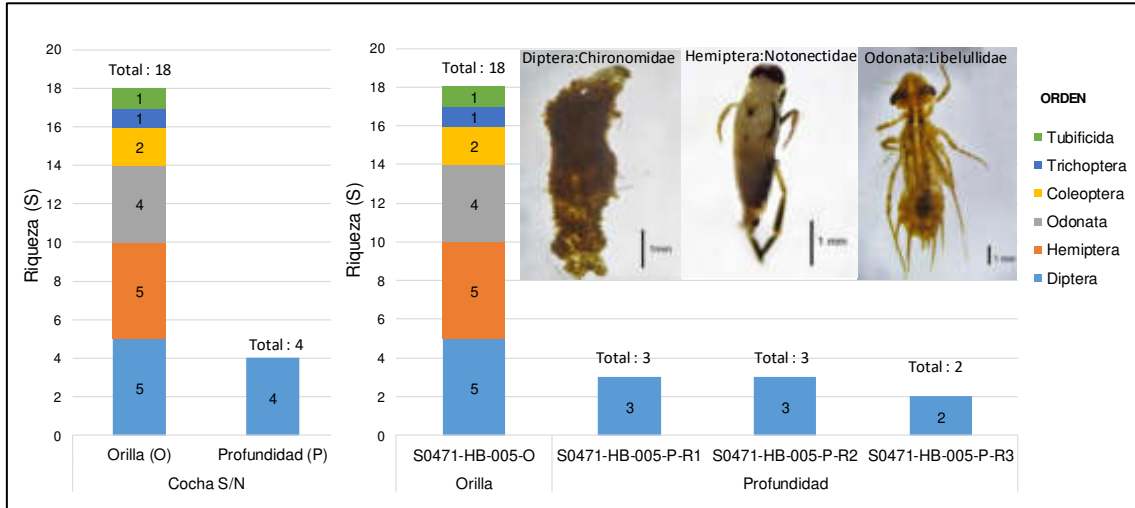 20
18
16
14
12
10
8
6
4
2
0
Riqueza (S)
Total : 18
1
1
2
4
5
5
Total : 4
4
Orilla (O)
Profundidad (P)
Cocha S/N
20
18
16
14
12
10
8
6
4
2
0
Riqueza (S)
Total : 18
1
1
2
4
5
5
Diptera:Chironomidae
Hemiptera:Notonectidae
Odonata:Libelullidae
1mm
1 mm
1 mm
Total : 3
3
Total : 3
3
Total : 2
2
S0471-HB-005-O
S0471-HB-005-P-R1
S0471-HB-005-P-R2
S0471-HB-005-P-R3
Orilla
Profundidad
ORDEN
Tubificida
Trichoptera
Coleoptera
Odonata
Hemiptera
Diptera